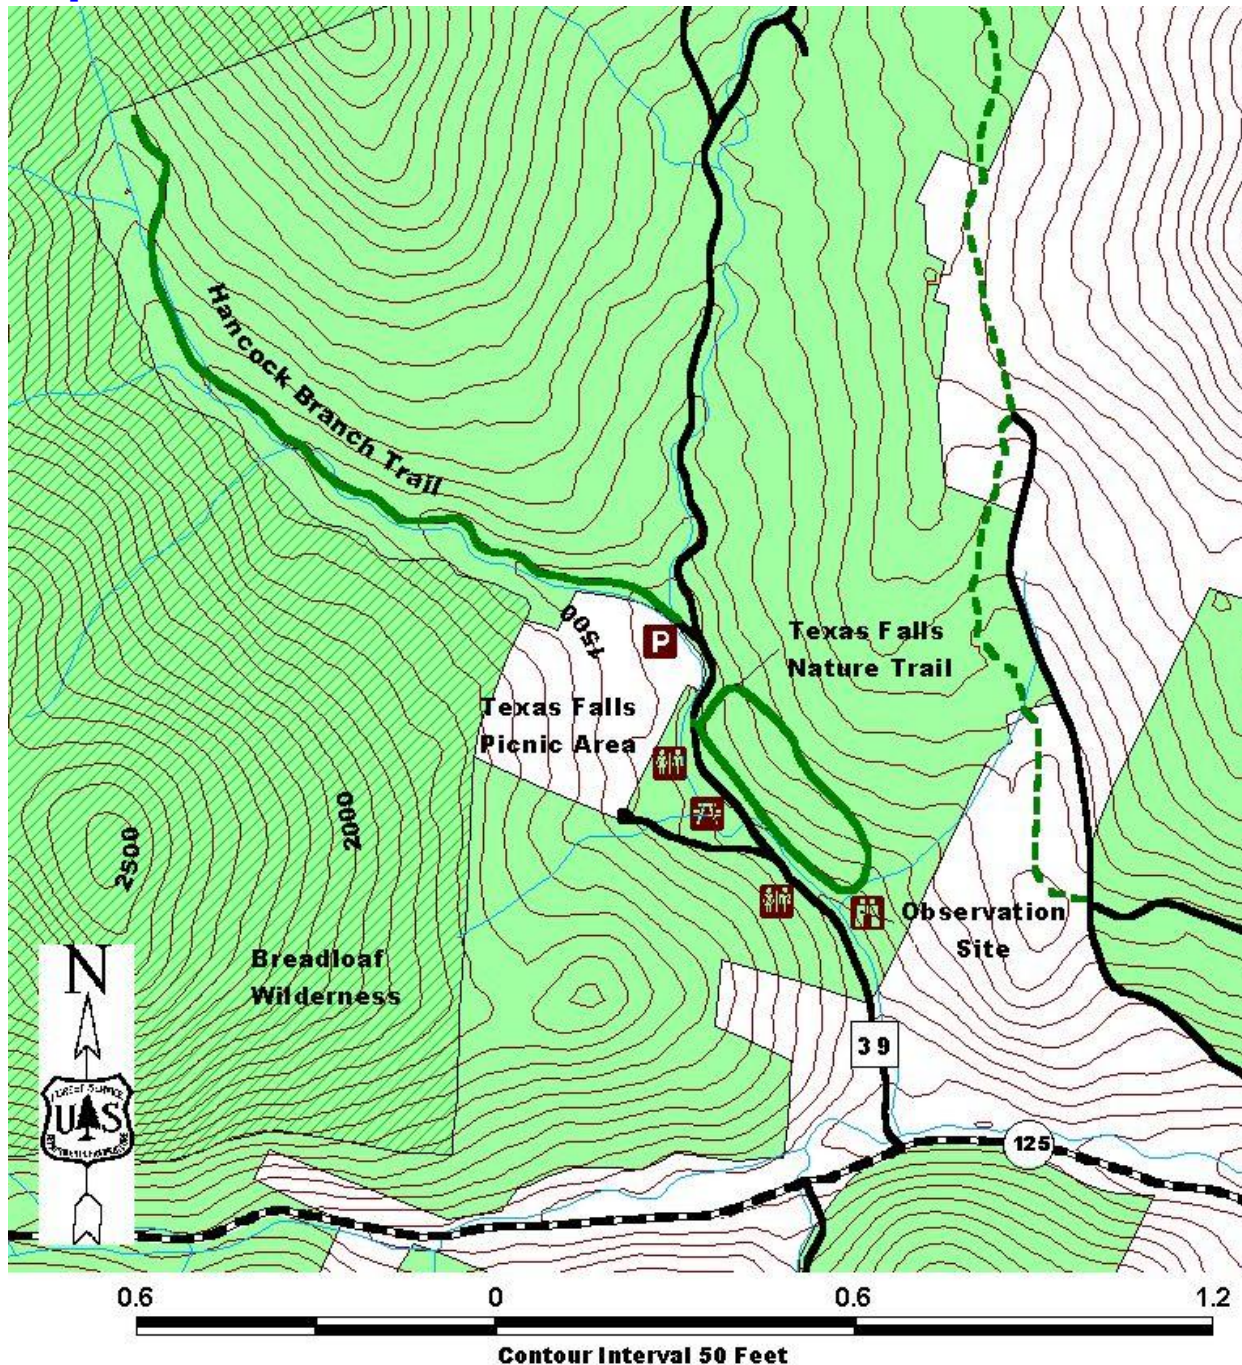 Hancock Branch Trail
1500
P
Texas Falls
Nature Trail
Texas Falls
Picnic Area
2000
2500
Observation
Site
Breadloaf
Wilderness
N
39
US
125
0.6 0 0.6 1.2
Contour Interval 50 Feet